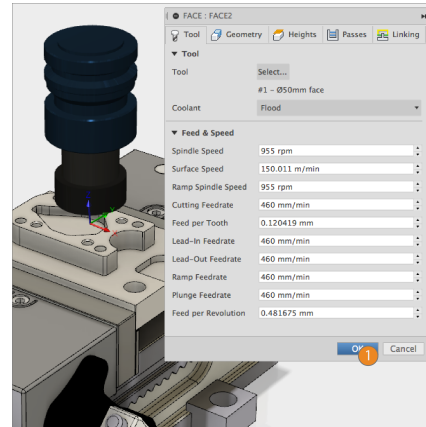 FACE : FACE2
Tool Geometry Heights Passes Linking
Tool
Tool Select...
#1 - Ø50mm face
Coolant Flood
Feed & Speed
Spindle Speed 955 rpm
Surface Speed 150.011 m/min
Ramp Spindle Speed 955 rpm
Cutting Feedrate 460 mm/min
Feed per Tooth 0.120419 mm
Lead-In Feedrate 460 mm/min
Lead-Out Feedrate 460 mm/min
Ramp Feedrate 460 mm/min
Plunge Feedrate 460 mm/min
Feed per Revolution 0.481675 mm
OK 1 Cancel